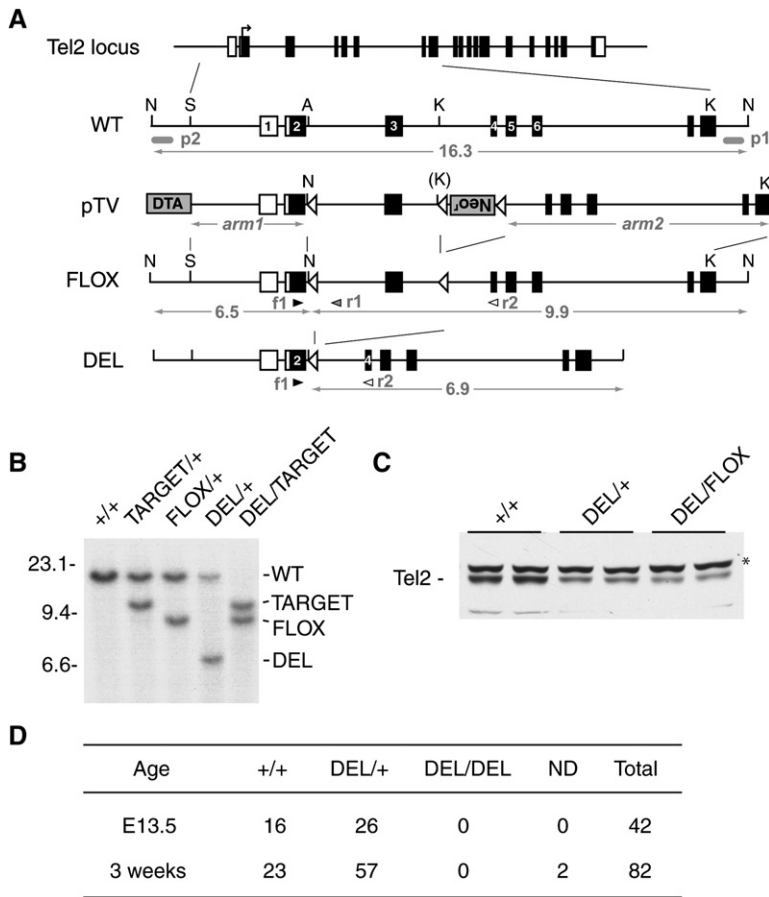 A
Tel2 locus
N S A K K N
WT 1 2 3 4 5 6
p2 p1
16.3
N (K) K
pTV DTA Neoʳ
arm1 arm2
N S N K N
FLOX
f1 r1 r2
6.5 9.9
DEL 2 4
f1 r2
6.9
B
+/+ TARGET/+ FLOX/+ DEL/+ DEL/TARGET
23.1- -WT
9.4- -TARGET
-FLOX
6.6- -DEL
C
+/+ DEL/+ DEL/FLOX
*
Tel2 -
D
Age +/+ DEL/+ DEL/DEL ND Total
E13.5 16 26 0 0 42
3 weeks 23 57 0 2 82